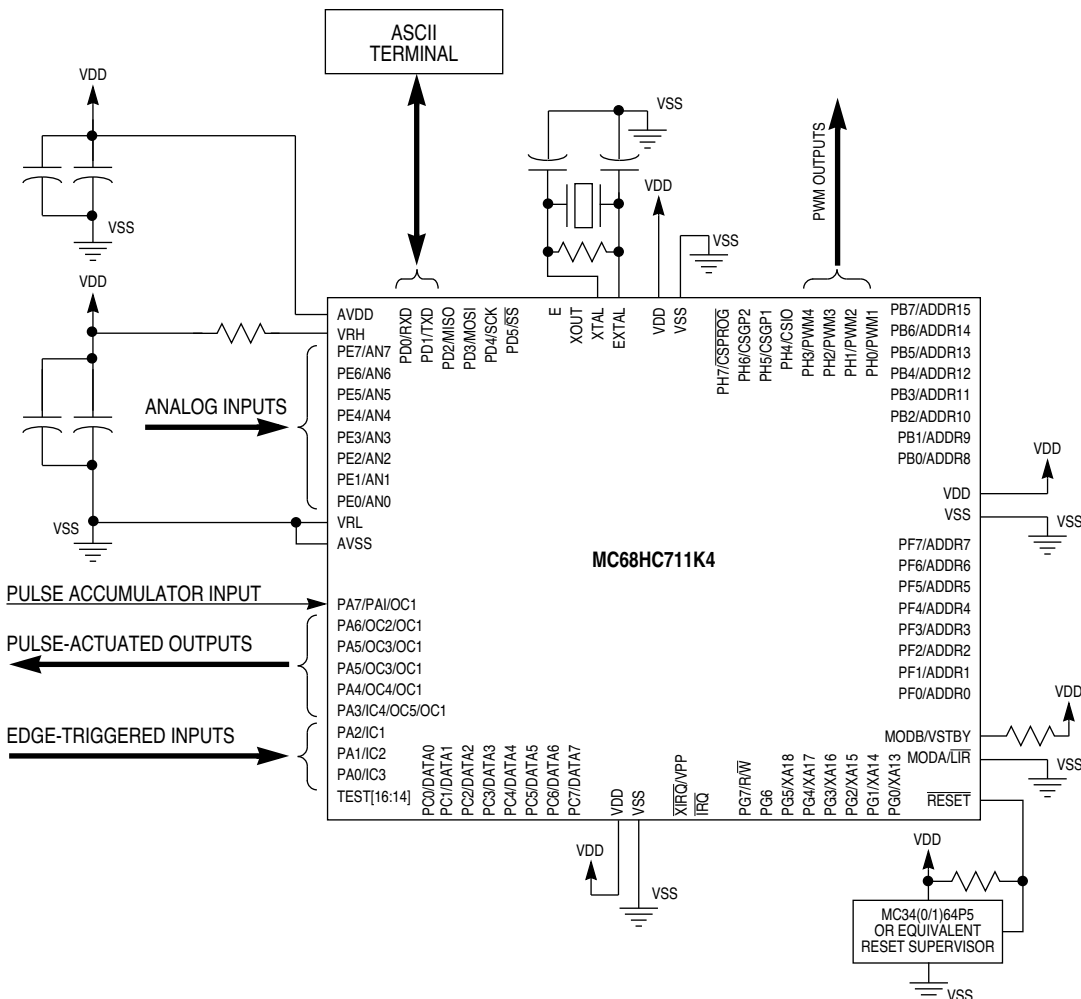 ASCII
TERMINAL
VDD
VSS
VDD
VSS
VDD
VSS
PWM OUTPUTS
VDD
VSS
AVDD
VRH
PE7/AN7
PE6/AN6
PE5/AN5
PE4/AN4
PE3/AN3
PE2/AN2
PE1/AN1
PE0/AN0
VRL
AVSS
ANALOG INPUTS
PD0/RXD
PD1/TXD
PD2/MISO
PD3/MOSI
PD4/SCK
PD5/S̅S̅
E
XOUT
XTAL
EXTAL
VDD
VSS
PH7/C̅S̅P̅R̅O̅G̅
PH6/CSGP2
PH5/CSGP1
PH4/CSIO
PH3/PWM4
PH2/PWM3
PH1/PWM2
PH0/PWM1
PB7/ADDR15
PB6/ADDR14
PB5/ADDR13
PB4/ADDR12
PB3/ADDR11
PB2/ADDR10
PB1/ADDR9
PB0/ADDR8
VDD
VDD
VSS
VSS
MC68HC711K4
PF7/ADDR7
PF6/ADDR6
PF5/ADDR5
PF4/ADDR4
PF3/ADDR3
PF2/ADDR2
PF1/ADDR1
PF0/ADDR0
PULSE ACCUMULATOR INPUT
PA7/PAI/OC1
PA6/OC2/OC1
PULSE-ACTUATED OUTPUTS
PA5/OC3/OC1
PA5/OC3/OC1
PA4/OC4/OC1
PA3/IC4/OC5/OC1
EDGE-TRIGGERED INPUTS
PA2/IC1
PA1/IC2
PA0/IC3
TEST[16:14]
PC0/DATA0
PC1/DATA1
PC2/DATA2
PC3/DATA3
PC4/DATA4
PC5/DATA5
PC6/DATA6
PC7/DATA7
VDD
VSS
X̅I̅R̅Q̅/VPP
I̅R̅Q̅
PG7/R/W̅
PG6
PG5/XA18
PG4/XA17
PG3/XA16
PG2/XA15
PG1/XA14
PG0/XA13
VDD
MODB/VSTBY
MODA/L̅I̅R̅
VSS
R̅E̅S̅E̅T̅
VDD
VSS
VDD
MC34(0/1)64P5
OR EQUIVALENT
RESET SUPERVISOR
VSS